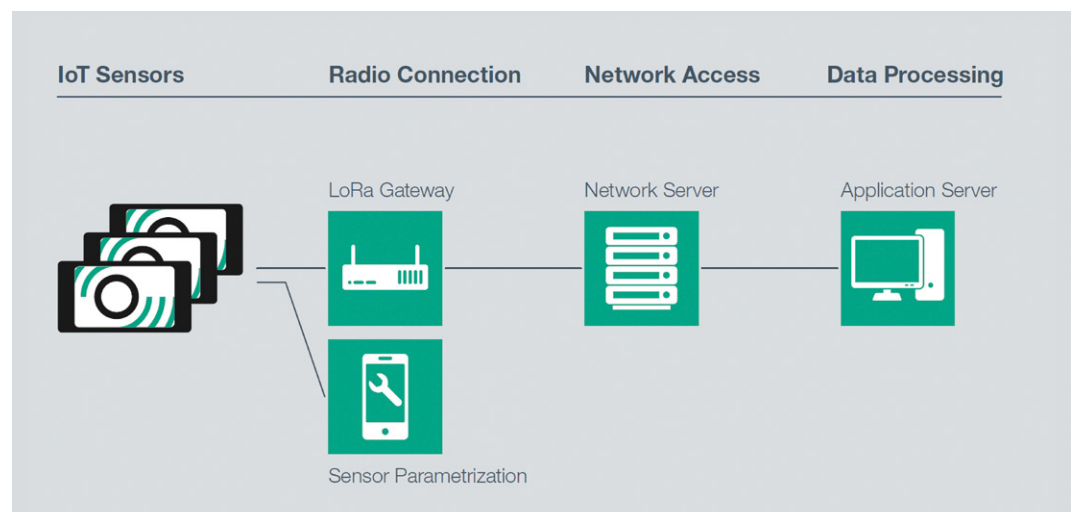 IoT Sensors
Radio Connection
Network Access
Data Processing
LoRa Gateway
Network Server
Application Server
Sensor Parametrization